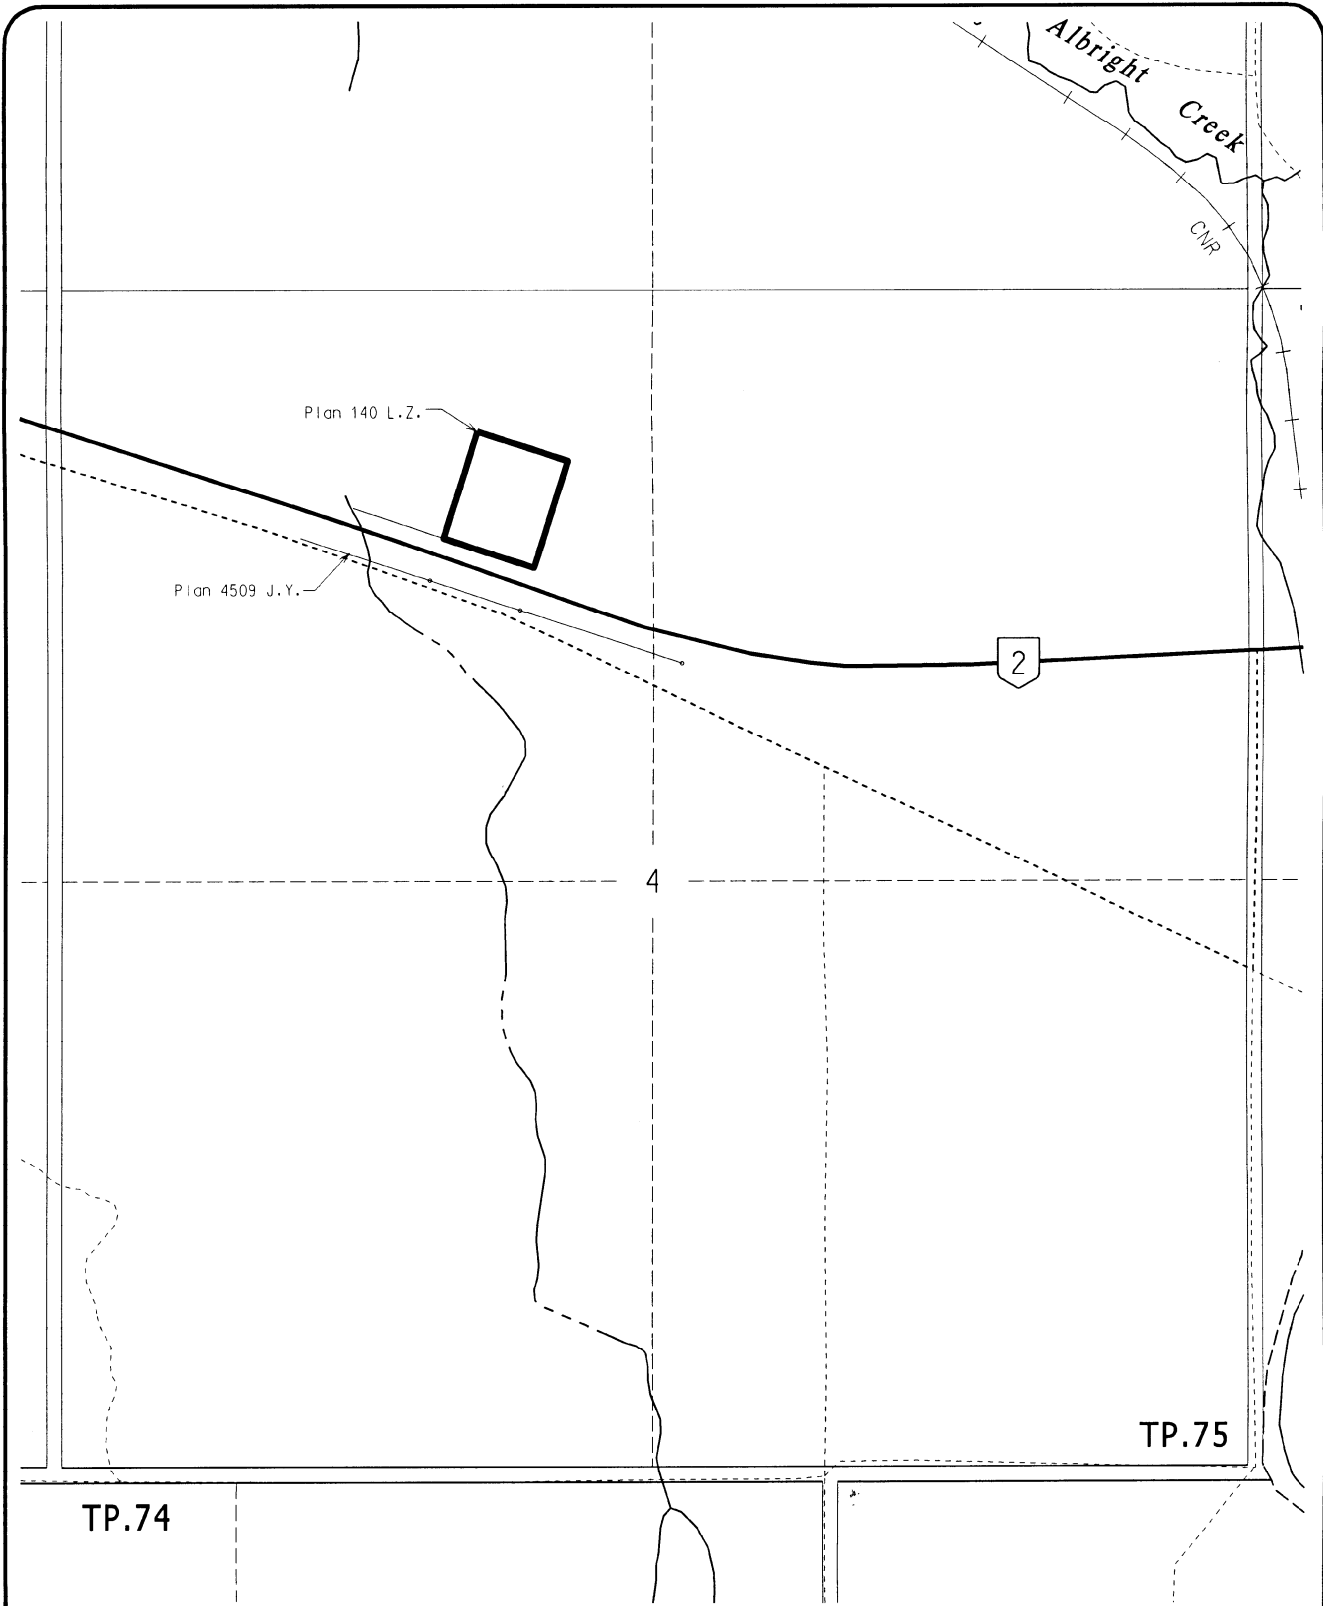 Albright
Creek
CNR
Plan 140 L.Z.
Plan 4509 J.Y.
2
4
TP.75
TP.74